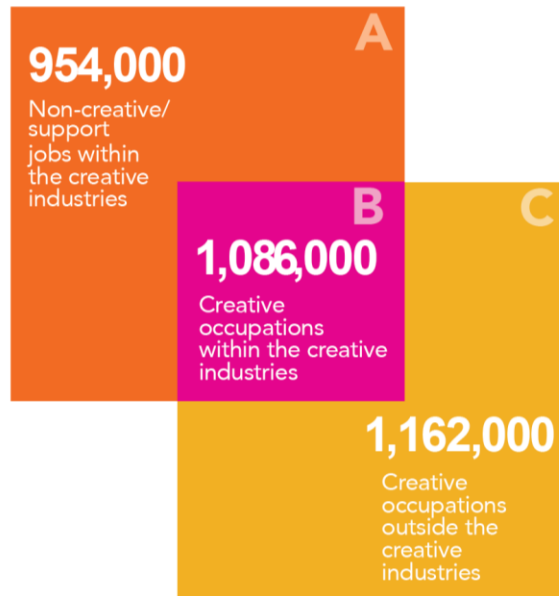 A
954,000
Non-creative/
support
jobs within
the creative
industries
B
1,086,000
Creative
occupations
within the creative
industries
C
1,162,000
Creative
occupations
outside the
creative
industries